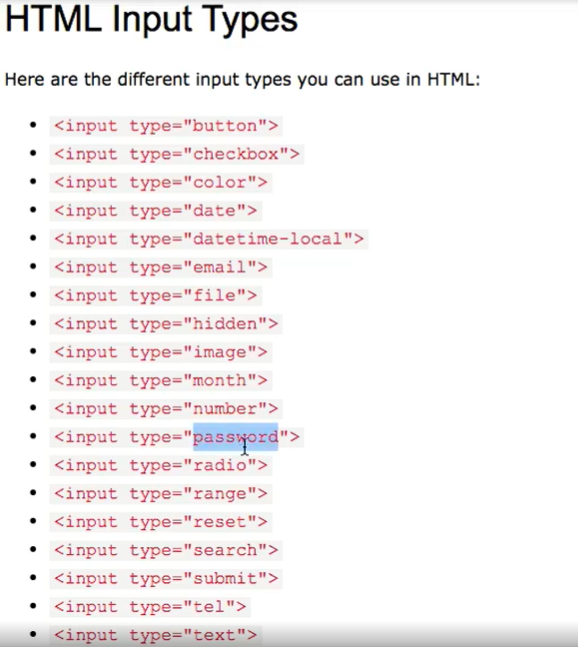 HTML Input Types
Here are the different input types you can use in HTML:
<input type="button">
<input type="checkbox">
<input type="color">
<input type="date">
<input type="datetime-local">
<input type="email">
<input type="file">
<input type="hidden">
<input type="image">
<input type="month">
<input type="number">
<input type="password">
<input type="radio">
<input type="range">
<input type="reset">
<input type="search">
<input type="submit">
<input type="tel">
<input type="text">